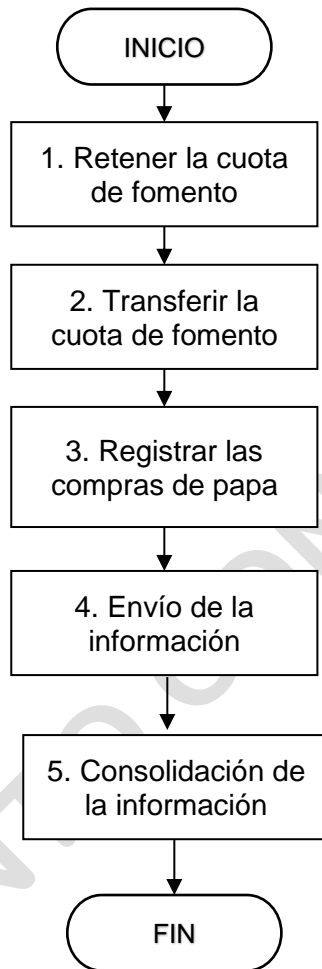 INICIO
1. Retener la cuota
de fomento
2. Transferir la
cuota de fomento
3. Registrar las
compras de papa
4. Envío de la
información
5. Consolidación de
la información
FIN